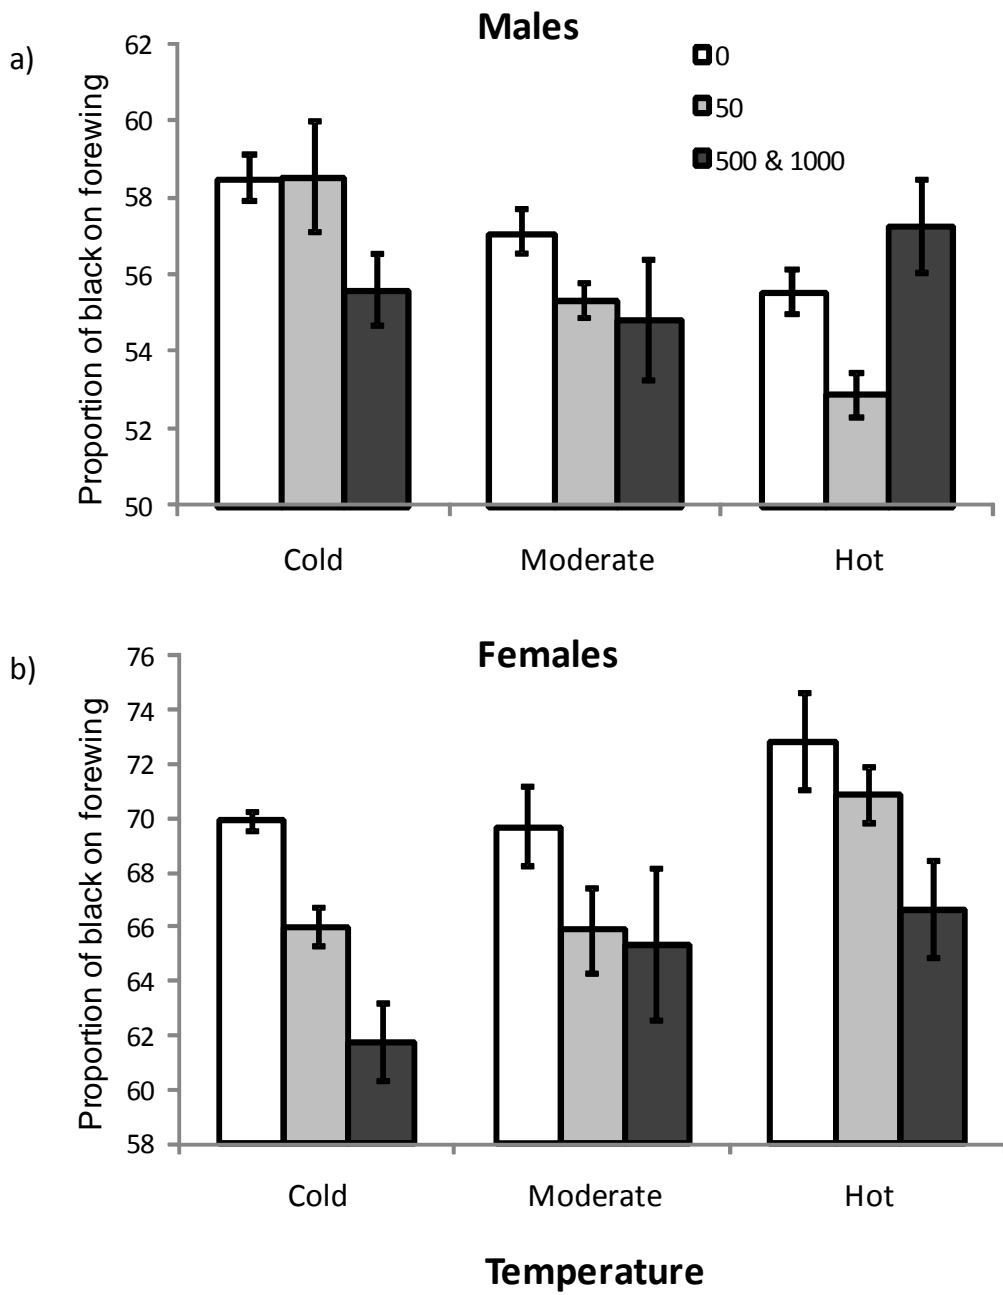 Males
a)
Proportion of black on forewing
62
60
58
56
54
52
50
0
50
500 & 1000
Cold Moderate Hot
Females
b)
Proportion of black on forewing
76
74
72
70
68
66
64
62
60
58
Cold Moderate Hot
Temperature